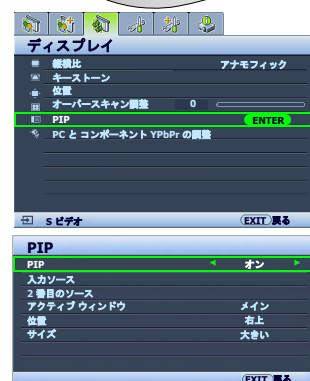 ディスプレイ
縦横比 アナモフィック
キーストーン
位置
オーバースキャン調整 0
PIP ENTER
PC と コンポーネント YPbPr の調整
S ビデオ EXIT 戻る
PIP
PIP オン
入力ソース
2 番目のソース
アクティブ ウィンドウ メイン
位置 右上
サイズ 大きい
EXIT 戻る